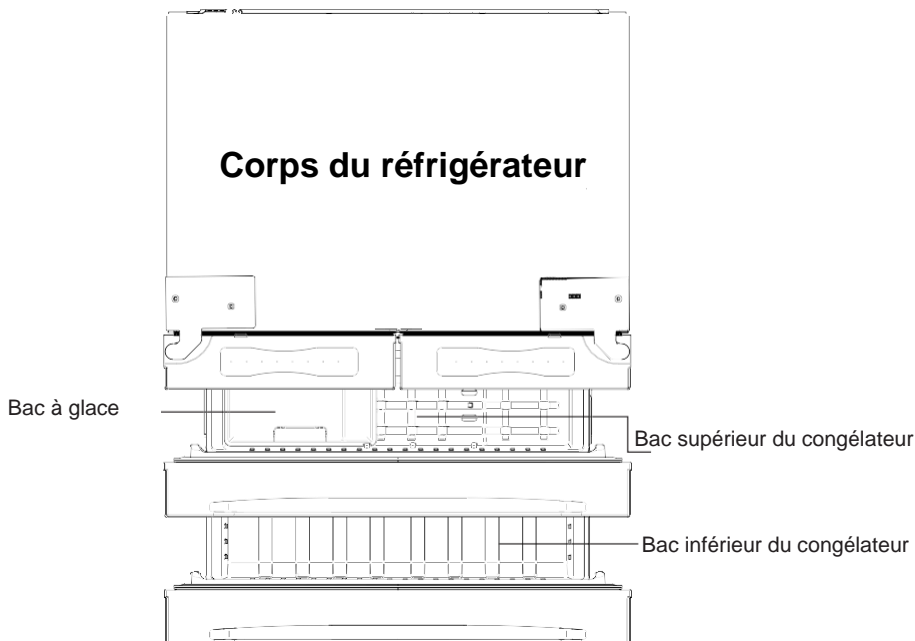 Corps du réfrigérateur
Bac à glace
Bac supérieur du congélateur
Bac inférieur du congélateur